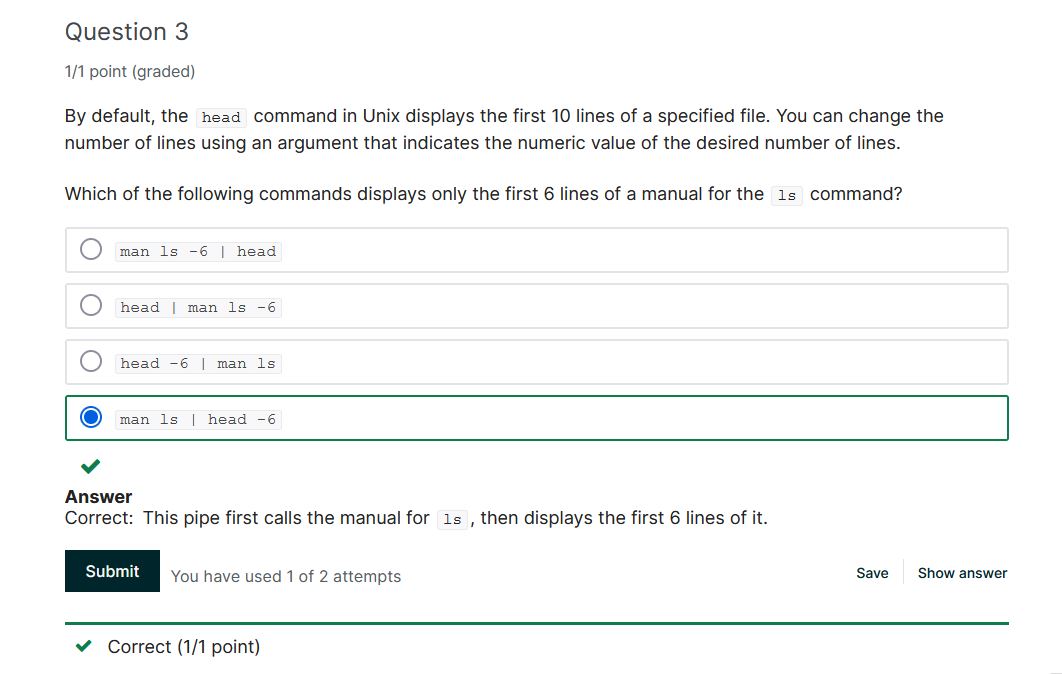 Question 3
1/1 point (graded)
By default, the head command in Unix displays the first 10 lines of a specified file. You can change the
number of lines using an argument that indicates the numeric value of the desired number of lines.
Which of the following commands displays only the first 6 lines of a manual for the ls command?
man ls -6 | head
head | man ls -6
head -6 | man ls
man ls | head -6
Answer
Correct: This pipe first calls the manual for ls, then displays the first 6 lines of it.
Submit You have used 1 of 2 attempts Save Show answer
Correct (1/1 point)